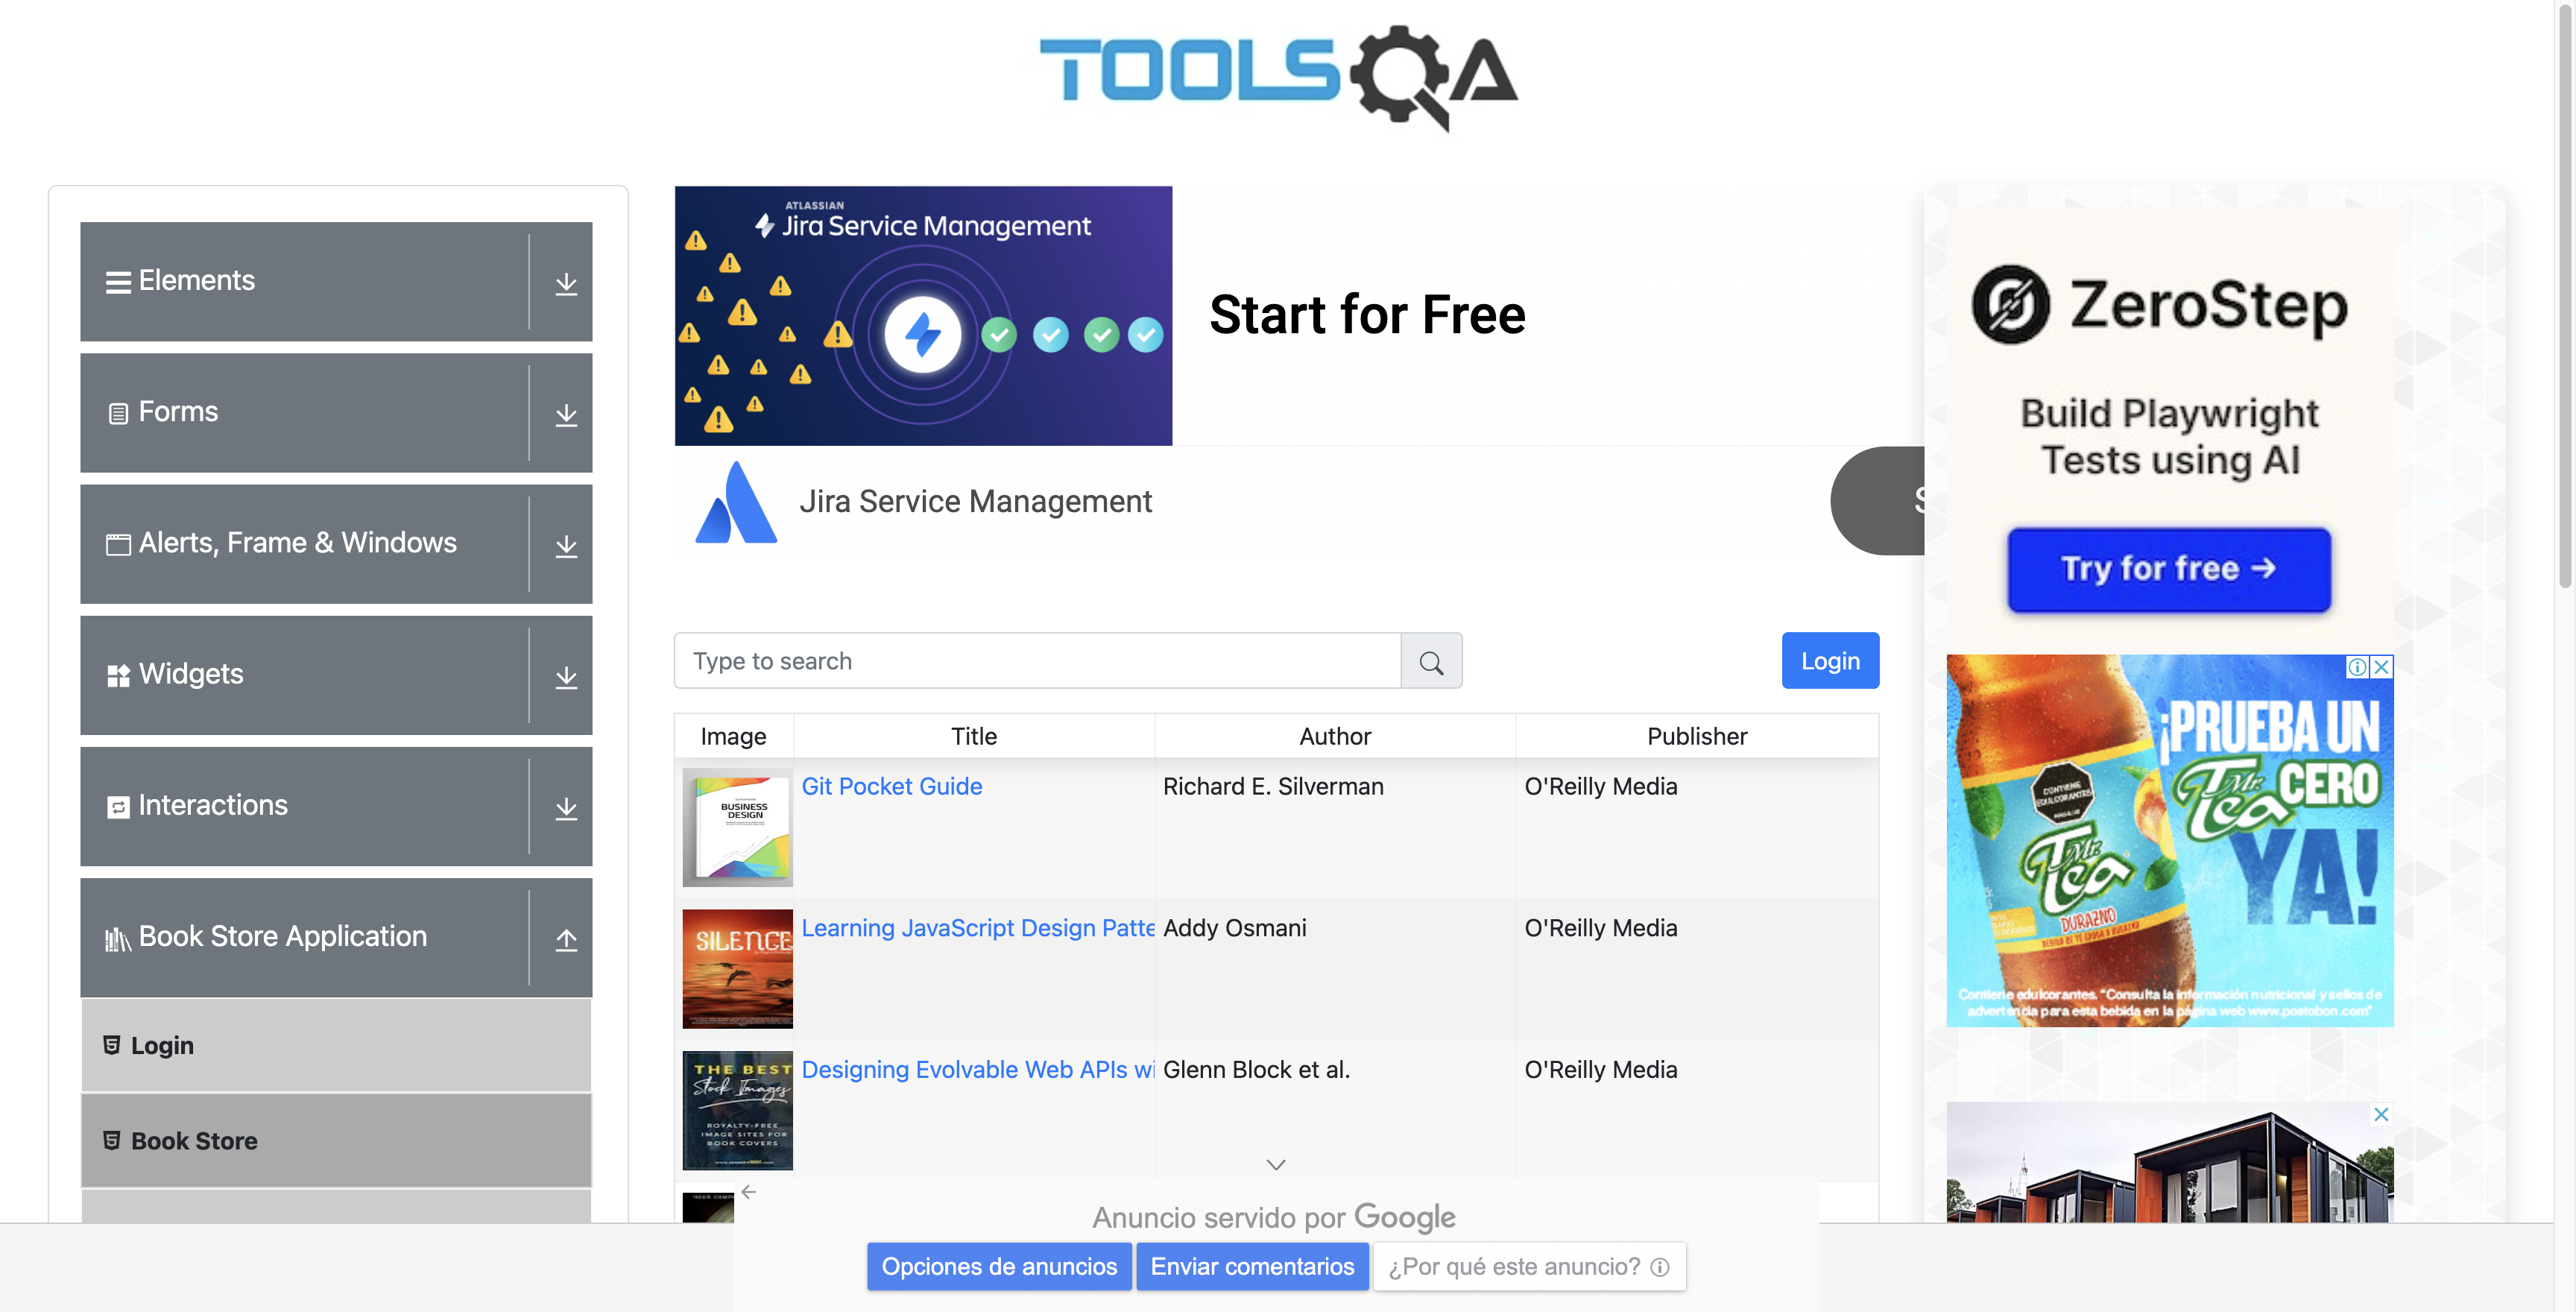 TOOLSQA
Elements
Forms
Alerts, Frame & Windows
Widgets
Interactions
Book Store Application
Login
Book Store
ATLASSIAN
Jira Service Management
Start for Free
Jira Service Management
S
Type to search
Login
Image Title Author Publisher
BUSINESS
DESIGN
Git Pocket Guide Richard E. Silverman O'Reilly Media
SILENCE
Learning JavaScript Design Patte Addy Osmani O'Reilly Media
THE BEST
Stock Images
ROYALTY-FREE
IMAGE SITES FOR
BOOK COVERS
Designing Evolvable Web APIs wi Glenn Block et al. O'Reilly Media
Anuncio servido por Google
Opciones de anuncios
Enviar comentarios
¿Por qué este anuncio?
ZeroStep
Build Playwright
Tests using AI
Try for free →
¡PRUEBA UN
Mr. Tea CERO
YA!
CONTIENE
EDULCORANTES
Mr. Tea
DURAZNO
Contiene edulcorantes. "Consulta la información nutricional y sellos de
advertencia para esta bebida en la página web www.postobon.com"